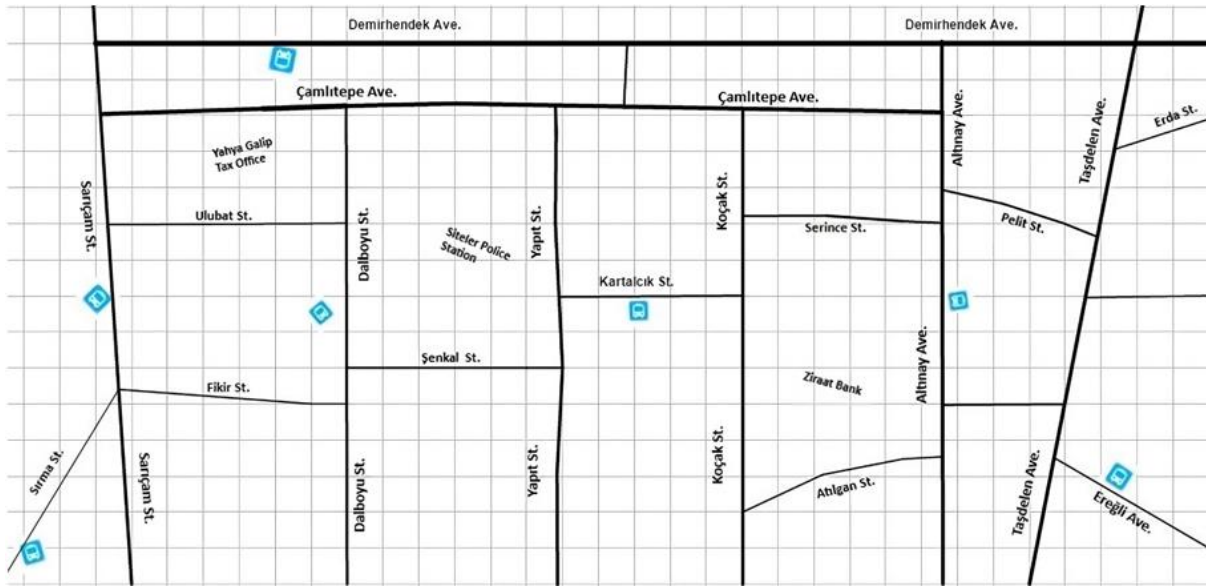 Demirhendek Ave.
Demirhendek Ave.
Çamlıtepe Ave.
Çamlıtepe Ave.
Altınay Ave.
Taşdelen Ave.
Erda St.
Yahya Galip
Tax Office
Sarıçam St.
Ulubat St.
Dalboyu St.
Siteler Police
Station
Yapıt St.
Koçak St.
Serince St.
Pelit St.
Kartalcık St.
Şenkal St.
Fikir St.
Ziraat Bank
Altınay Ave.
Sırma St.
Sarıçam St.
Dalboyu St.
Yapıt St.
Koçak St.
Atılgan St.
Taşdelen Ave.
Ereğli Ave.